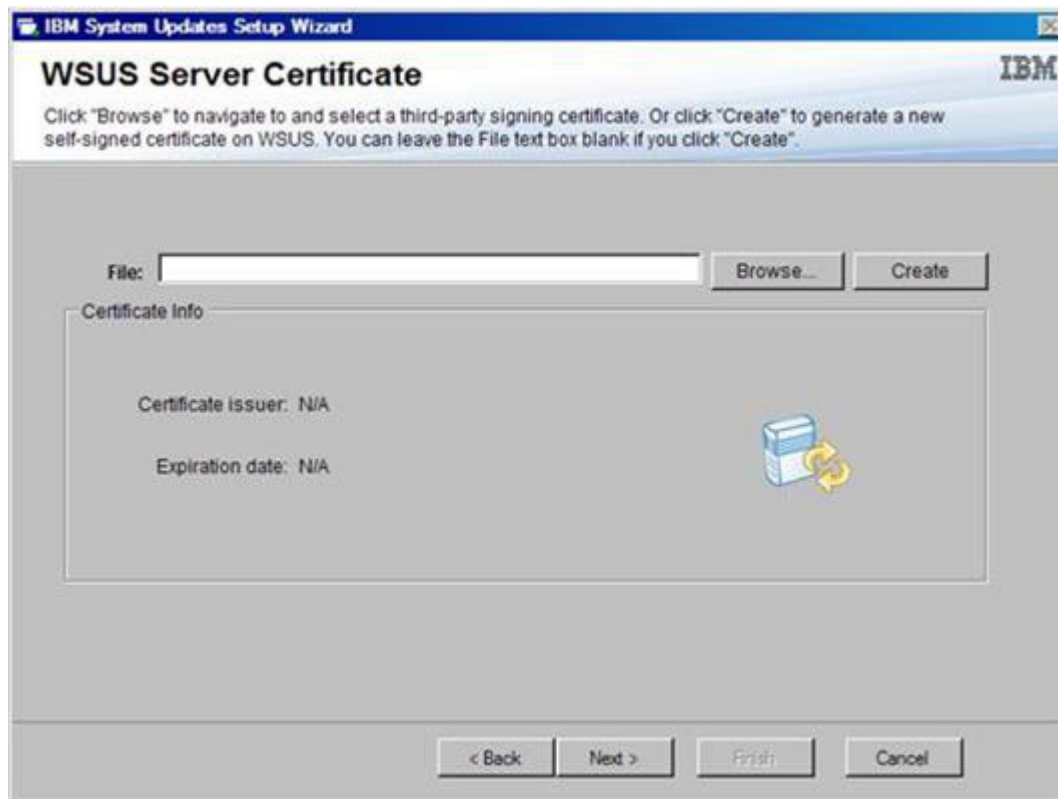 IBM System Updates Setup Wizard
WSUS Server Certificate
IBM
Click "Browse" to navigate to and select a third-party signing certificate. Or click "Create" to generate a new
self-signed certificate on WSUS. You can leave the File text box blank if you click "Create".
File:
Browse...
Create
Certificate Info
Certificate issuer: N/A
Expiration date: N/A
< Back
Next >
Finish
Cancel